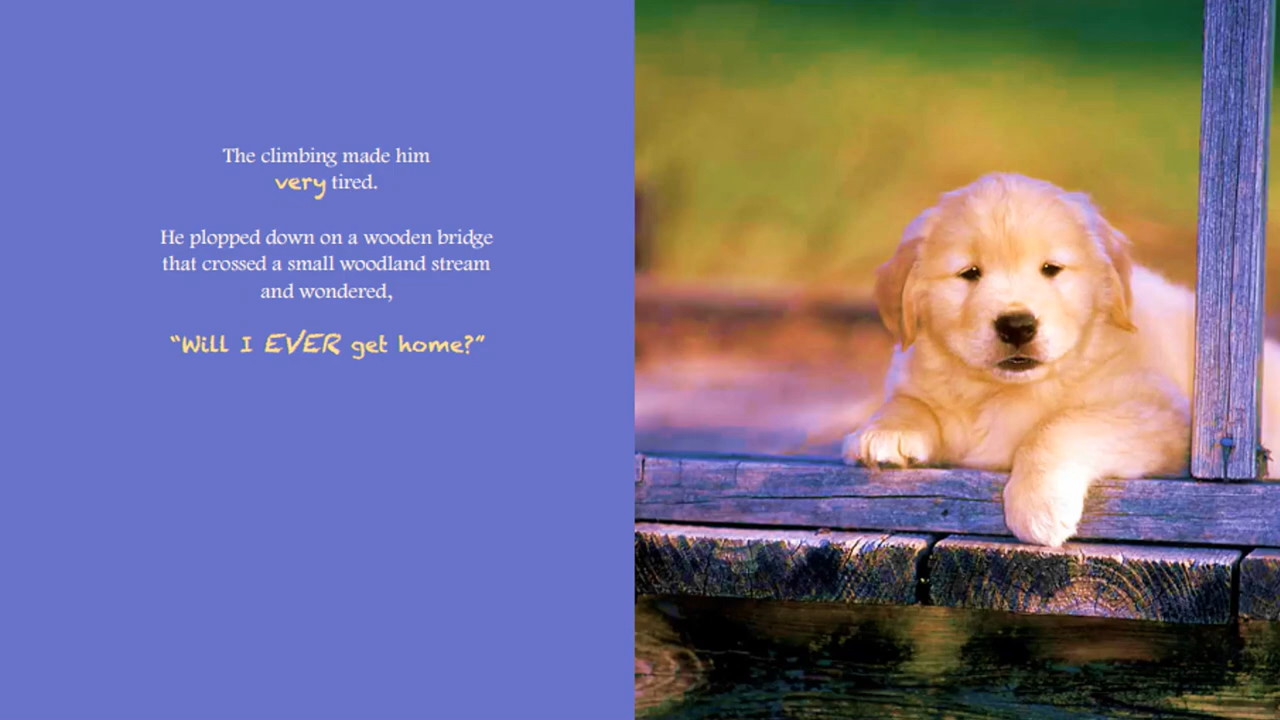 The climbing made him
very tired.
He plopped down on a wooden bridge
that crossed a small woodland stream
and wondered,
“Will I EVER get home?”